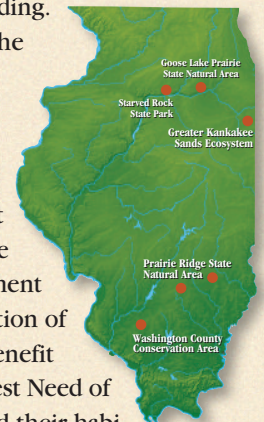 ding.
he
Goose Lake Prairie
State Natural Area
Starved Rock
State Park
Greater Kankakee
Sands Ecosystem
t
e
nent
Prairie Ridge State
Natural Area
tion of
enefit
Washington County
Conservation Area
est Need of
d their habi